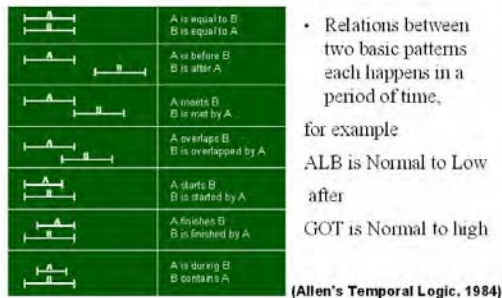 A
B
A is equal to B
B is equal to A
A
B
A is before B
B is after A
A
B
A meets B
B is met by A
A
B
A overlaps B
B is overlapped by A
A
B
A starts B
B is started by A
A
B
A finishes B
B is finished by A
A
B
A is during B
B contains A
• Relations between
two basic patterns
each happens in a
period of time,
for example
ALB is Normal to Low
after
GOT is Normal to high
(Allen's Temporal Logic, 1984)